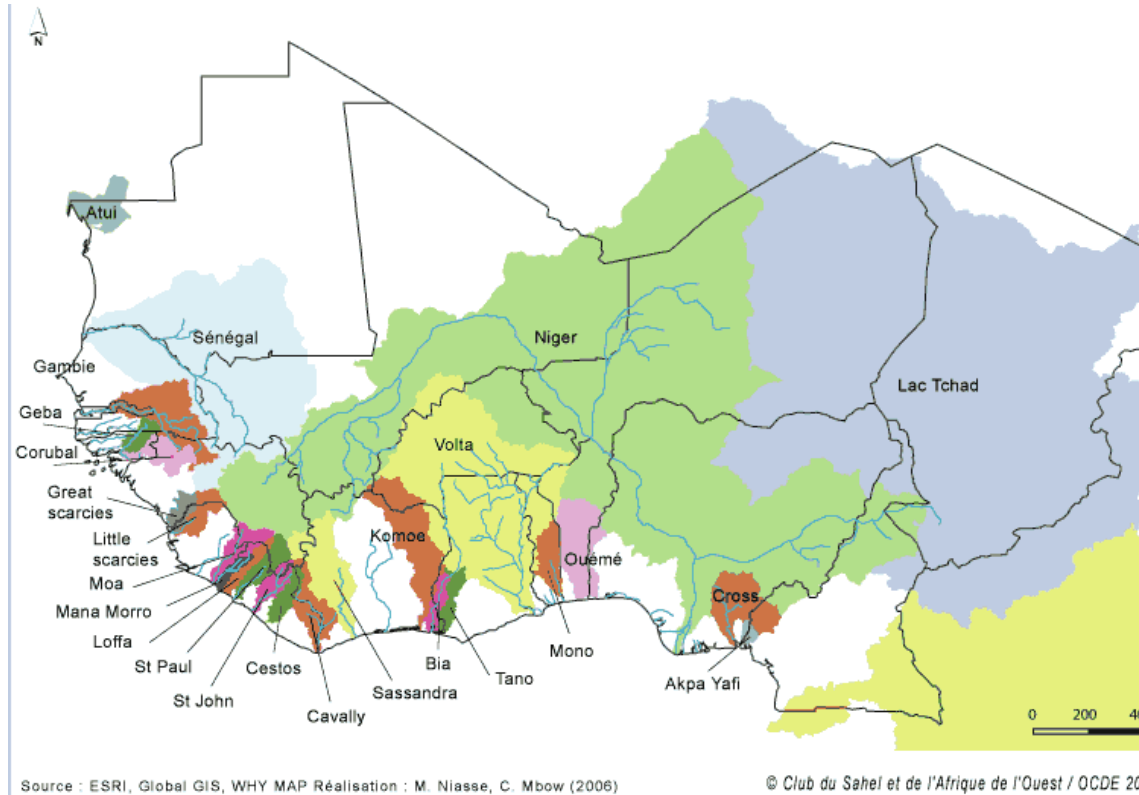 N
Atui
Sénégal
Niger
Gambie
Lac Tchad
Geba
Volta
Corubal
Great
scarcies
Komoe
Little
scarcies
Ouémé
Moa
Cross
Mana Morro
Loffa
Mono
St Paul
Cestos
Bia
Tano
Akpa Yafi
St John
Sassandra
Cavally
0 200 40
Source : ESRI, Global GIS, WHY MAP Réalisation : M. Niasse, C. Mbow (2006)
© Club du Sahel et de l'Afrique de l'Ouest / OCDE 20